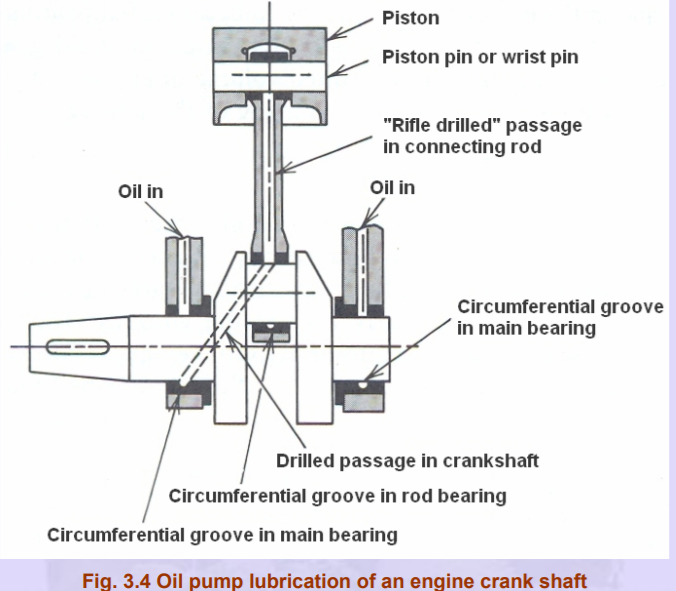 Piston
Piston pin or wrist pin
"Rifle drilled" passage
in connecting rod
Oil in
Oil in
Circumferential groove
in main bearing
Drilled passage in crankshaft
Circumferential groove in rod bearing
Circumferential groove in main bearing
Fig. 3.4 Oil pump lubrication of an engine crank shaft